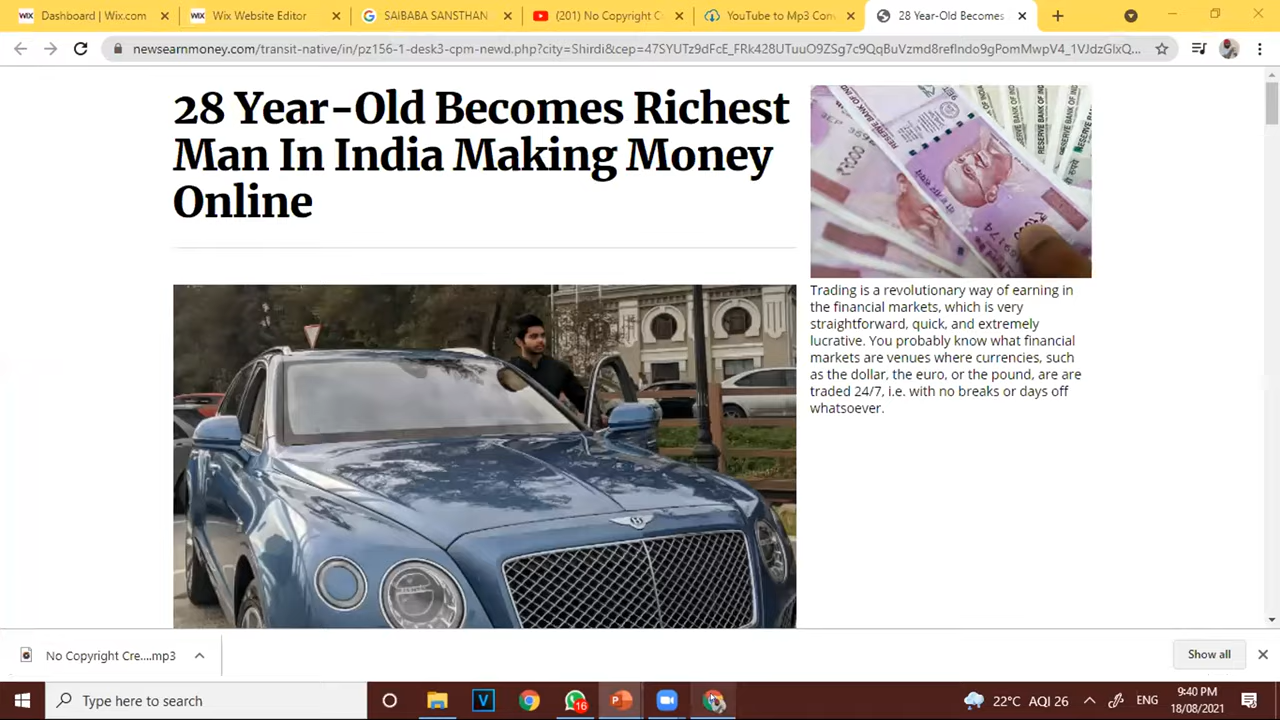 Dashboard | Wix.com
Wix Website Editor
SAIBABA SANSTHAN
(201) No Copyright C
YouTube to Mp3 Con
28 Year-Old Becomes
newsearnmoney.com/transit-native/in/pz156-1-desk3-cpm-newd.php?city=Shirdi&cep=47SYUTz9dFcE_FRk428UTuuO9ZSg7c9QqBuVzmd8refIndo9gPomMwpV4_1VJdzGlxQ...
28 Year-Old Becomes Richest
Man In India Making Money
Online
Trading is a revolutionary way of earning in
the financial markets, which is very
straightforward, quick, and extremely
lucrative. You probably know what financial
markets are venues where currencies, such
as the dollar, the euro, or the pound, are are
traded 24/7, i.e. with no breaks or days off
whatsoever.
No Copyright Cre....mp3
Show all
Type here to search
16
22°C AQI 26
ENG
9:40 PM
18/08/2021